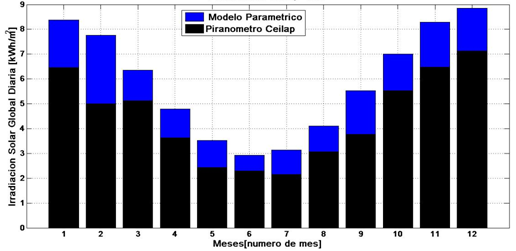 Modelo Parametrico
Piranometro Ceilap
Irradiacion Solar Global Diaria [kWh/m²]
9
8
7
6
5
4
3
2
1
0
1 2 3 4 5 6 7 8 9 10 11 12
Meses[numero de mes]